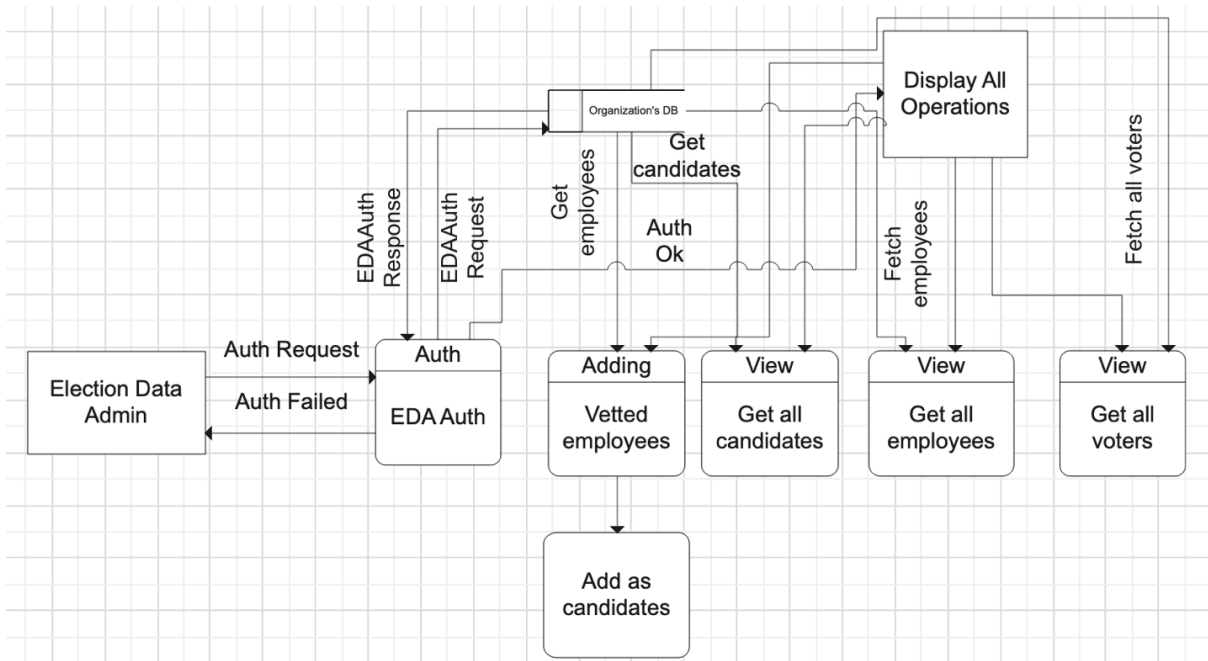 Display All
Operations
Organization's DB
Get
candidates
Get
employees
EDAAuth
Response
EDAAuth
Request
Auth
Ok
Fetch
employees
Fetch all voters
Auth Request
Auth Failed
Election Data
Admin
Auth
EDA Auth
Adding
Vetted
employees
View
Get all
candidates
View
Get all
employees
View
Get all
voters
Add as
candidates